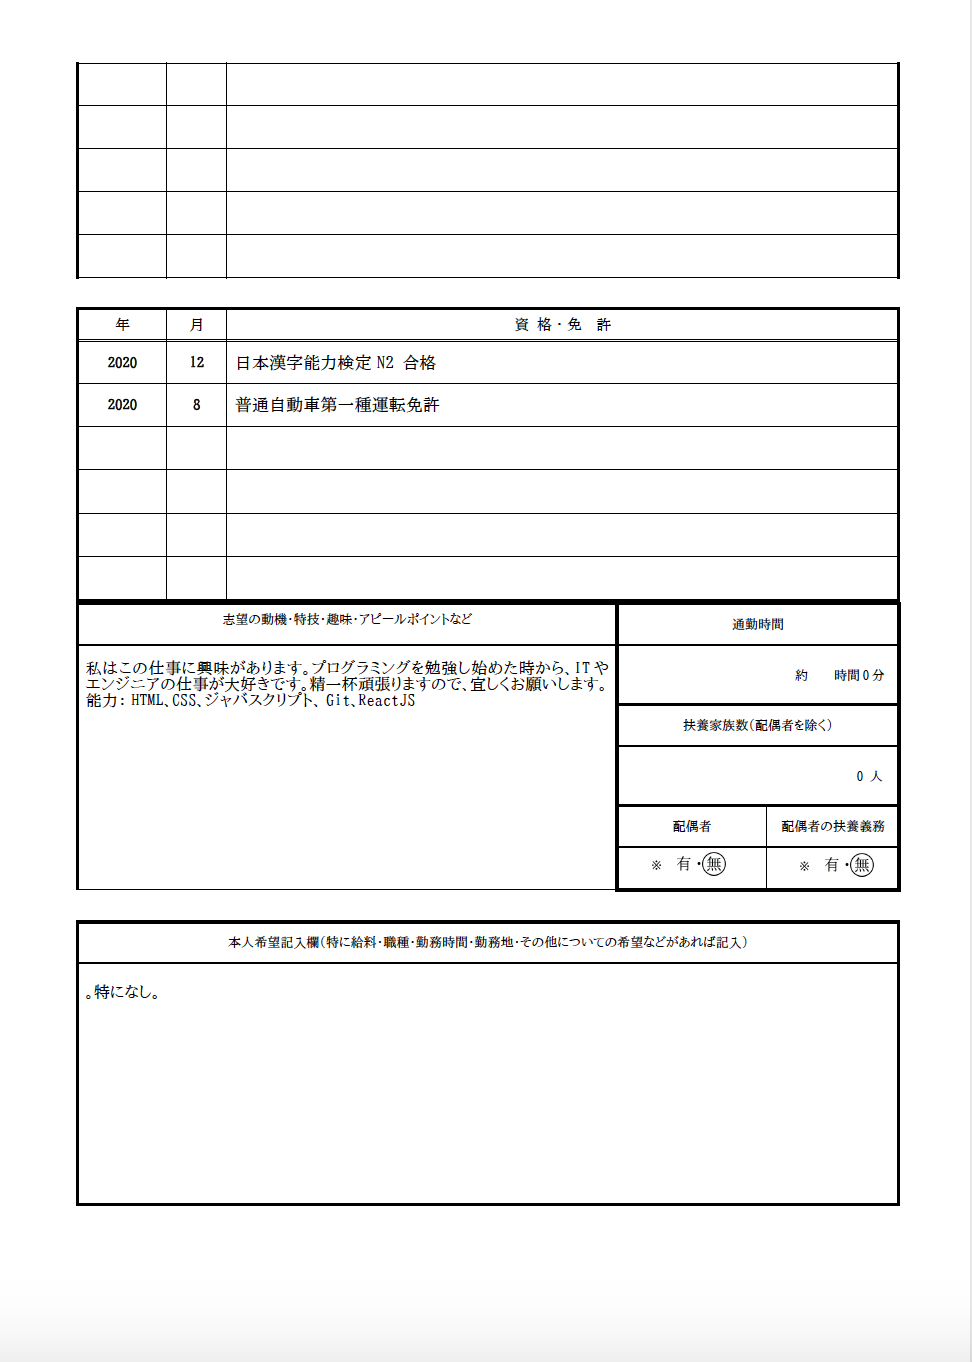 年 月 資 格・免 許
2020 12 日本漢字能力検定 N2 合格
2020 8 普通自動車第一種運転免許
志望の動機・特技・趣味・アピールポイントなど
私はこの仕事に興味があります。プログラミングを勉強し始めた時から、ITや
エンジニアの仕事が大好きです。精一杯頑張りますので、宜しくお願いします。
能力: HTML、CSS、ジャバスクリプト、Git、ReactJS
通勤時間
約 時間0分
扶養家族数(配偶者を除く)
0 人
配偶者 配偶者の扶養義務
※ 有・無 ※ 有・無
本人希望記入欄(特に給料・職種・勤務時間・勤務地・その他についての希望などがあれば記入)
。特になし。